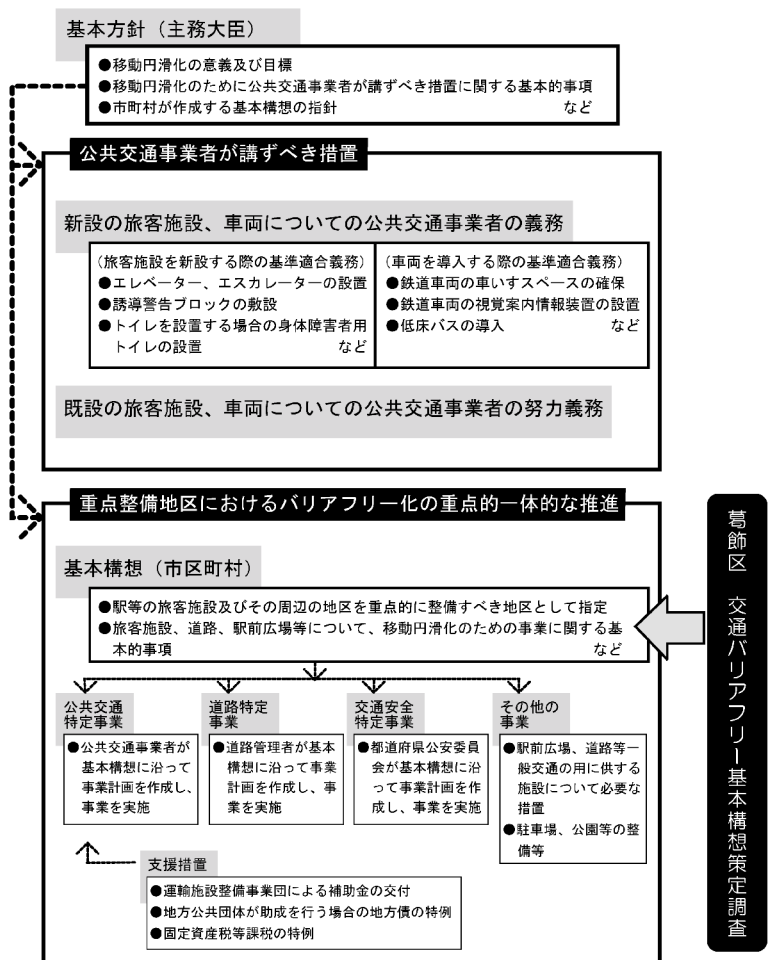 基本方針（主務大臣）
●移動円滑化の意義及び目標
●移動円滑化のために公共交通事業者が講ずべき措置に関する基本的事項
●市町村が作成する基本構想の指針　など
公共交通事業者が講ずべき措置
新設の旅客施設、車両についての公共交通事業者の義務
（旅客施設を新設する際の基準適合義務）
●エレベーター、エスカレーターの設置
●誘導警告ブロックの敷設
●トイレを設置する場合の身体障害者用
トイレの設置　など
（車両を導入する際の基準適合義務）
●鉄道車両の車いすスペースの確保
●鉄道車両の視覚案内情報装置の設置
●低床バスの導入　など
既設の旅客施設、車両についての公共交通事業者の努力義務
重点整備地区におけるバリアフリー化の重点的一体的な推進
基本構想（市区町村）
●駅等の旅客施設及びその周辺の地区を重点的に整備すべき地区として指定
●旅客施設、道路、駅前広場等について、移動円滑化のための事業に関する基
本的事項　など
公共交通
特定事業
●公共交通事業者が
基本構想に沿って
事業計画を作成し、
事業を実施
道路特定
事業
●道路管理者が基本
構想に沿って事業
計画を作成し、事
業を実施
交通安全
特定事業
●都道府県公安委員
会が基本構想に沿
って事業計画を作
成し、事業を実施
その他の
事業
●駅前広場、道路等一
般交通の用に供する
施設について必要な
措置
●駐車場、公園等の整
備等
支援措置
●運輸施設整備事業団による補助金の交付
●地方公共団体が助成を行う場合の地方債の特例
●固定資産税等課税の特例
葛飾区　交通バリアフリー基本構想策定調査